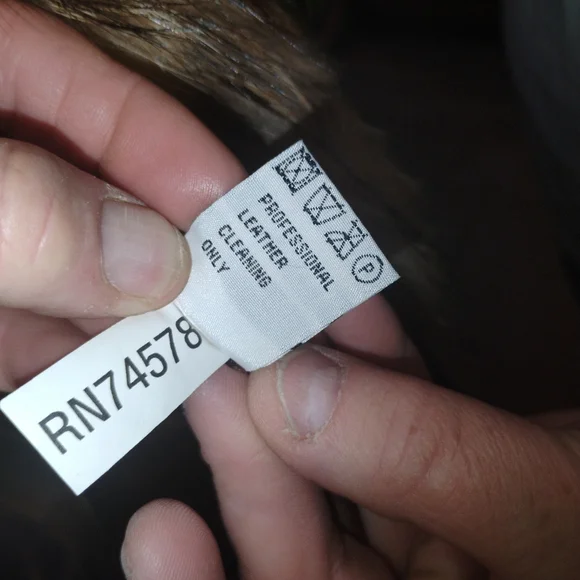 PROFESSIONAL
LEATHER
CLEANING
ONLY
P
RN74578